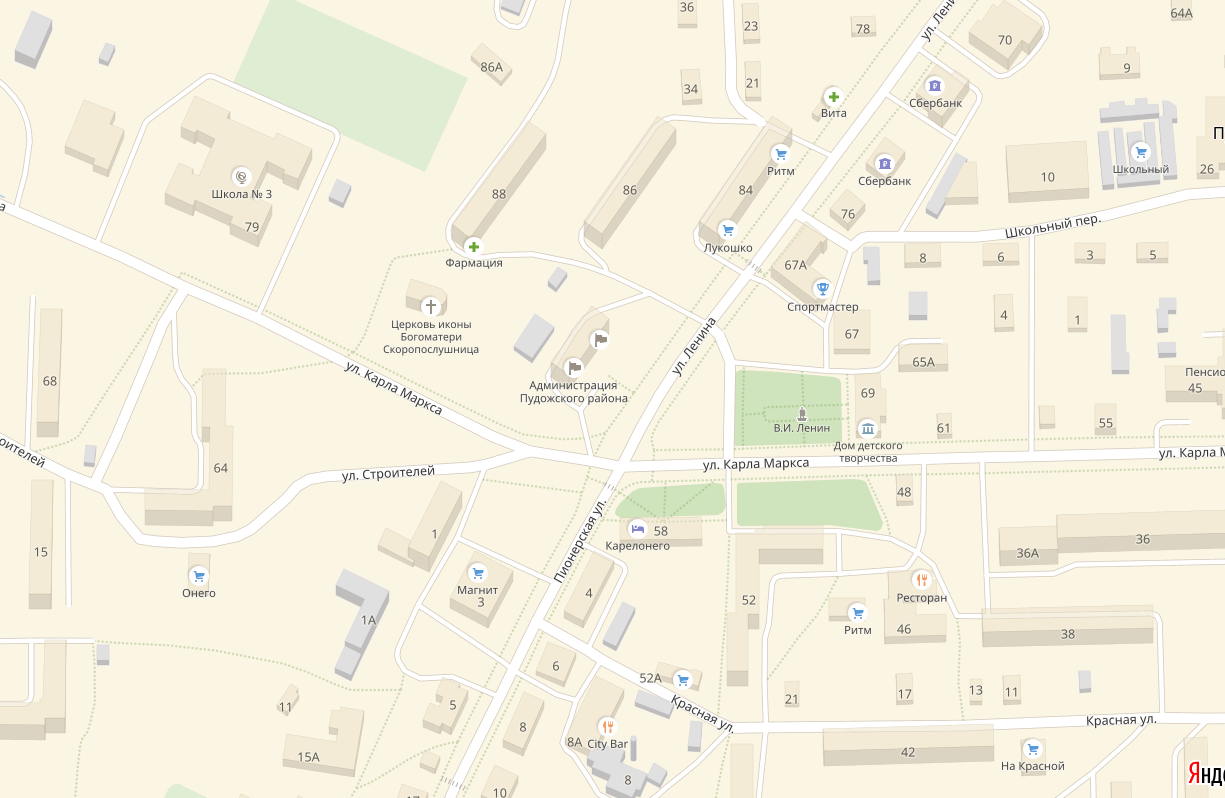 36
23
78
ул. Лени
64А
70
86А
9
34
21
Сбербанк
Вита
П
Школьный
Ритм
Сбербанк
26
10
Школа № 3
88
86
84
79
76
Школьный пер.
Лукошко
Фармация
67А
8
6
3
5
Спортмастер
Церковь иконы
Богоматери
Скоропослушница
ул. Ленина
4
1
67
65А
68
ул. Карла Маркса
Администрация
Пудожского района
Пенсио
45
69
В.И. Ленин
61
55
Дом детского
творчества
оителей
64
ул. Строителей
ул. Карла Маркса
ул. Карла М
48
1
Пионерская ул.
58
Карелонего
15
36А
36
Онего
Магнит
3
4
52
Ресторан
1А
Ритм
46
38
6
52А
21
17
13
11
11
5
Красная ул.
Красная ул.
8
8А
City Bar
42
15А
8
На Красной
10
Янде